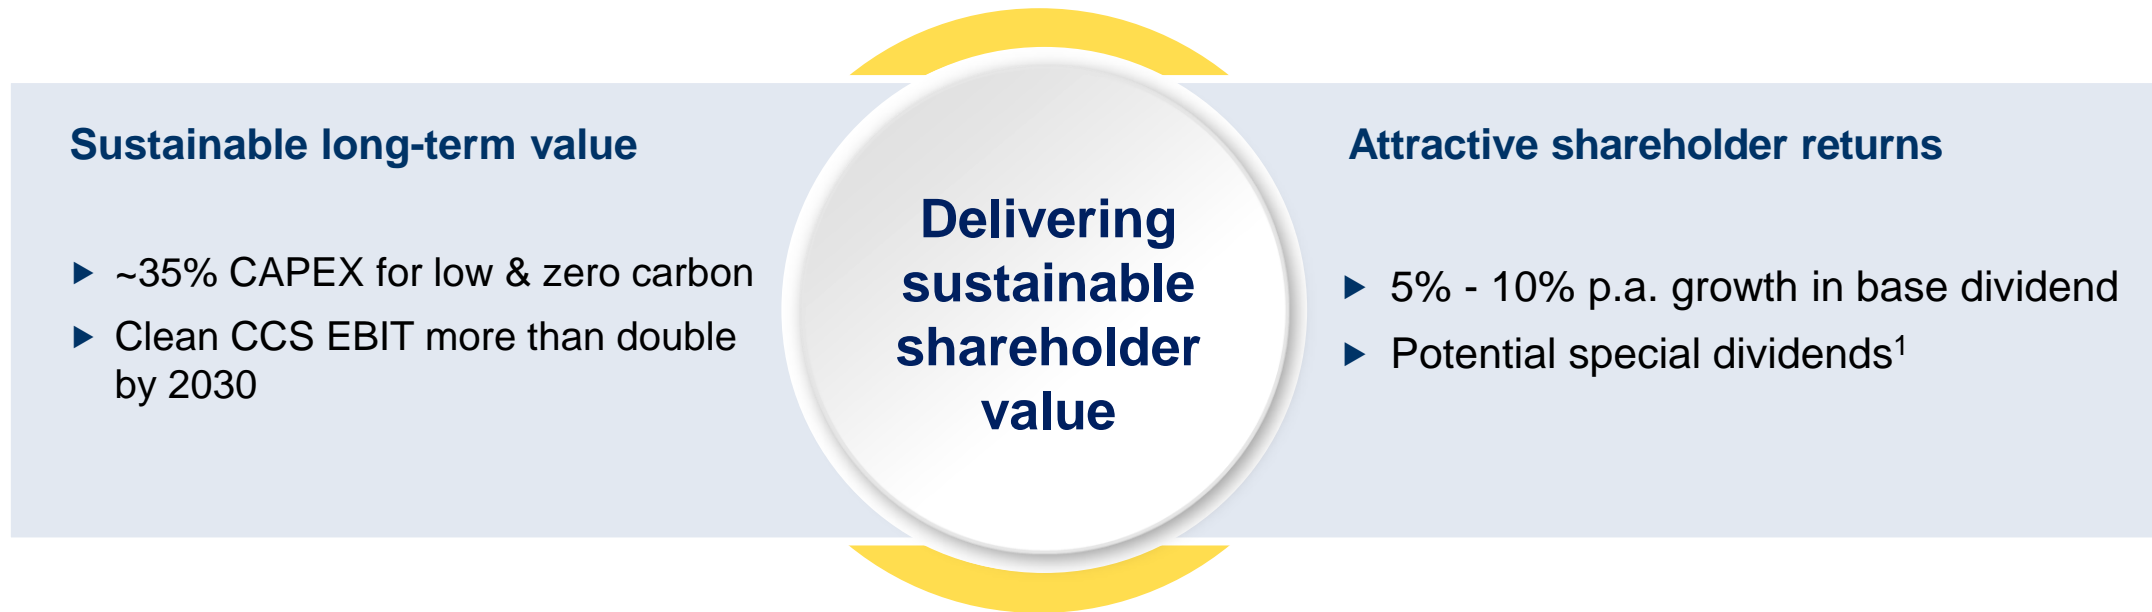 Sustainable long-term value
~35% CAPEX for low & zero carbon
Clean CCS EBIT more than double
by 2030
Delivering
sustainable
shareholder
value
Attractive shareholder returns
5% - 10% p.a. growth in base dividend
Potential special dividends¹